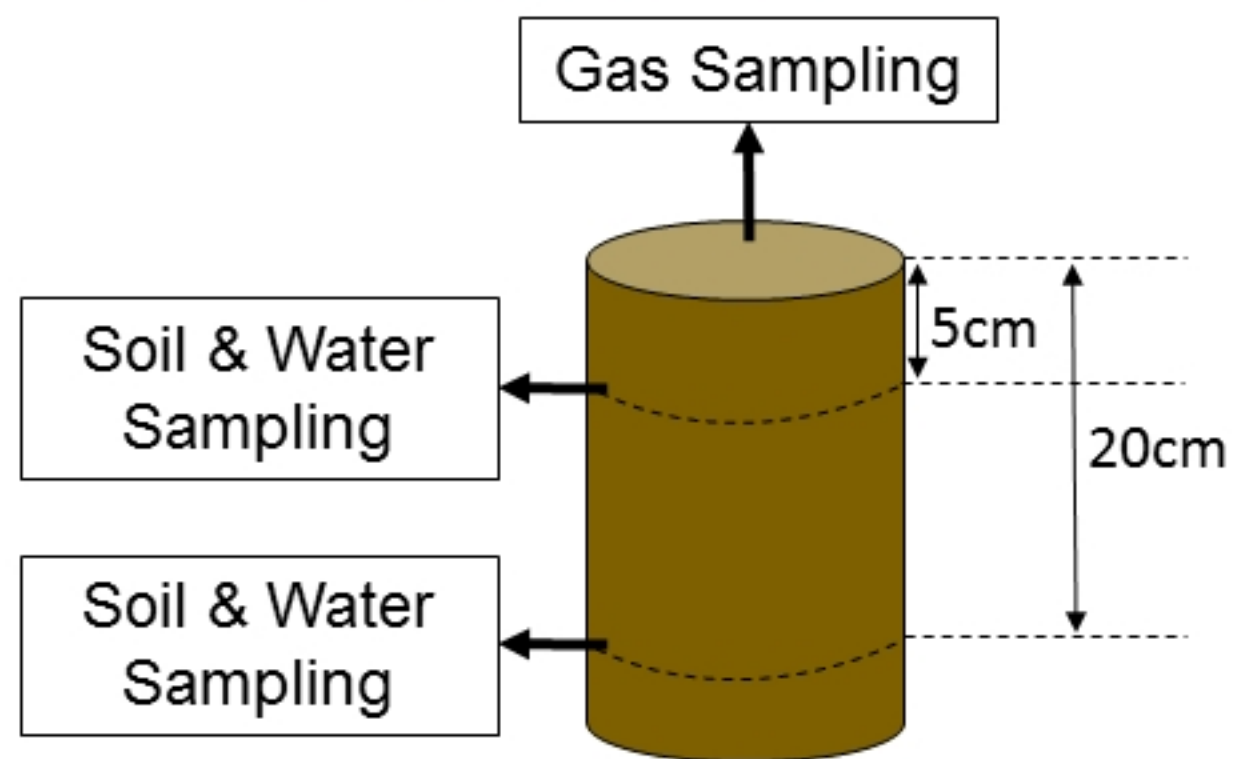 Gas Sampling
Soil & Water
Sampling
5cm
20cm
Soil & Water
Sampling